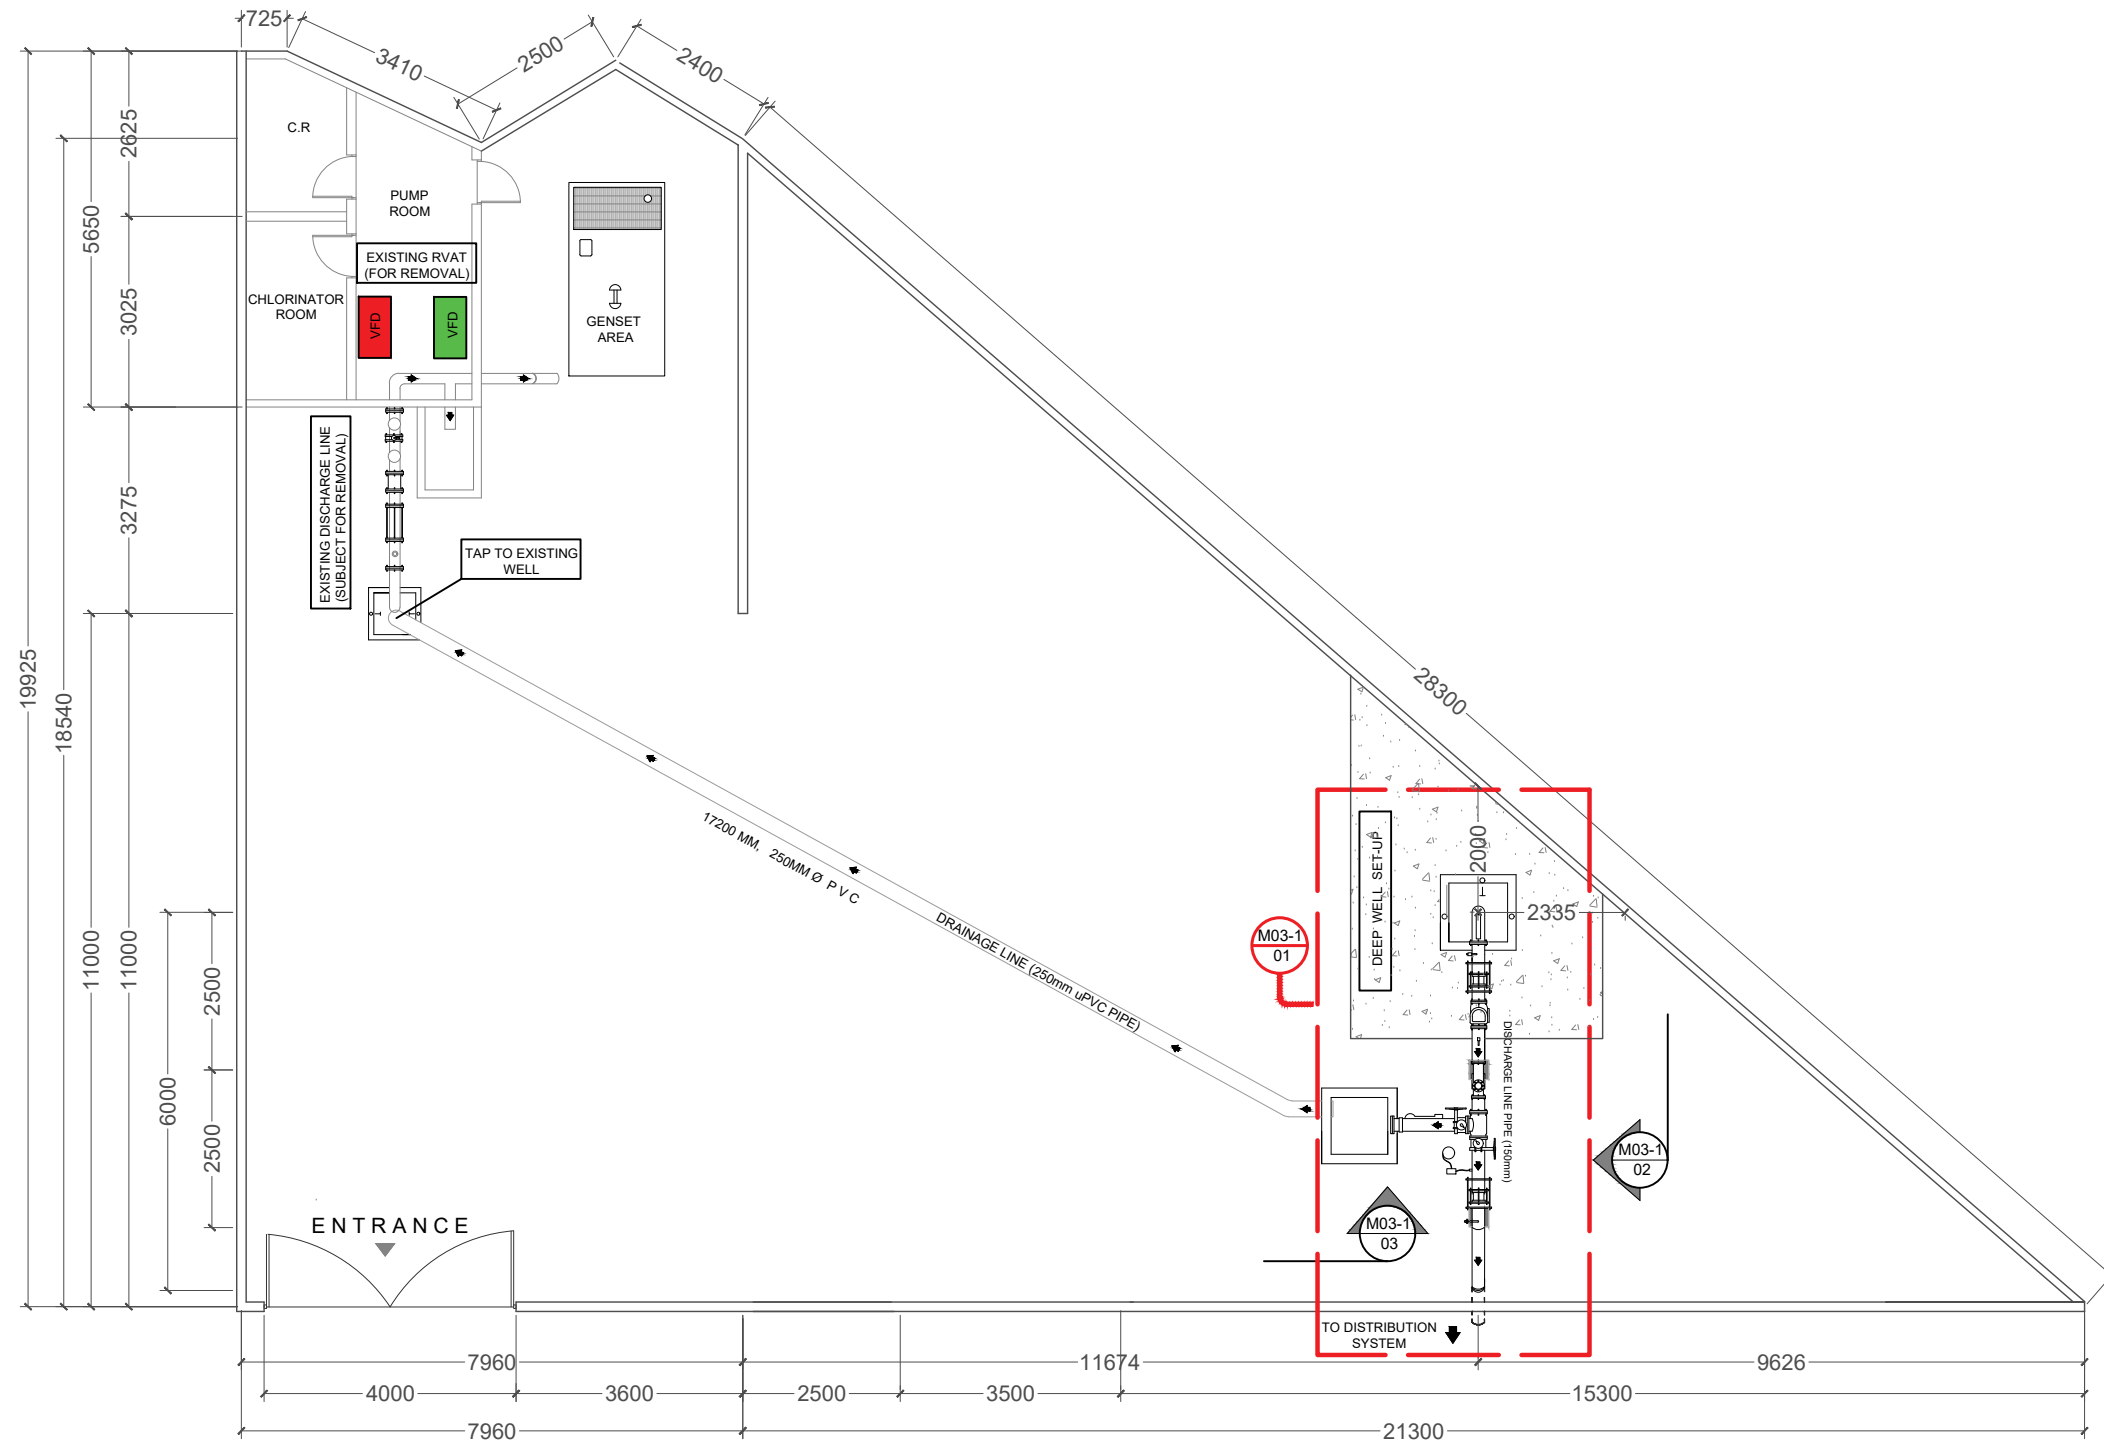 725
3410
2500
2400
28300
19925
18540
5650
11000
2625
3025
3275
11000
6000
2500
2500
C.R
PUMP
ROOM
EXISTING RVAT
(FOR REMOVAL)
CHLORINATOR
ROOM
VFD
VFD
GENSET
AREA
EXISTING DISCHARGE LINE
(SUBJECT FOR REMOVAL)
TAP TO EXISTING
WELL
17200 MM, 250MM Ø P V C
DRAINAGE LINE (250mm uPVC PIPE)
DEEP WELL SET-UP
2000
2335
M03-1
01
DISCHARGE LINE PIPE (150mm)
M03-1
02
M03-1
03
ENTRANCE
TO DISTRIBUTION
SYSTEM
7960
11674
9626
4000
3600
2500
3500
15300
7960
21300